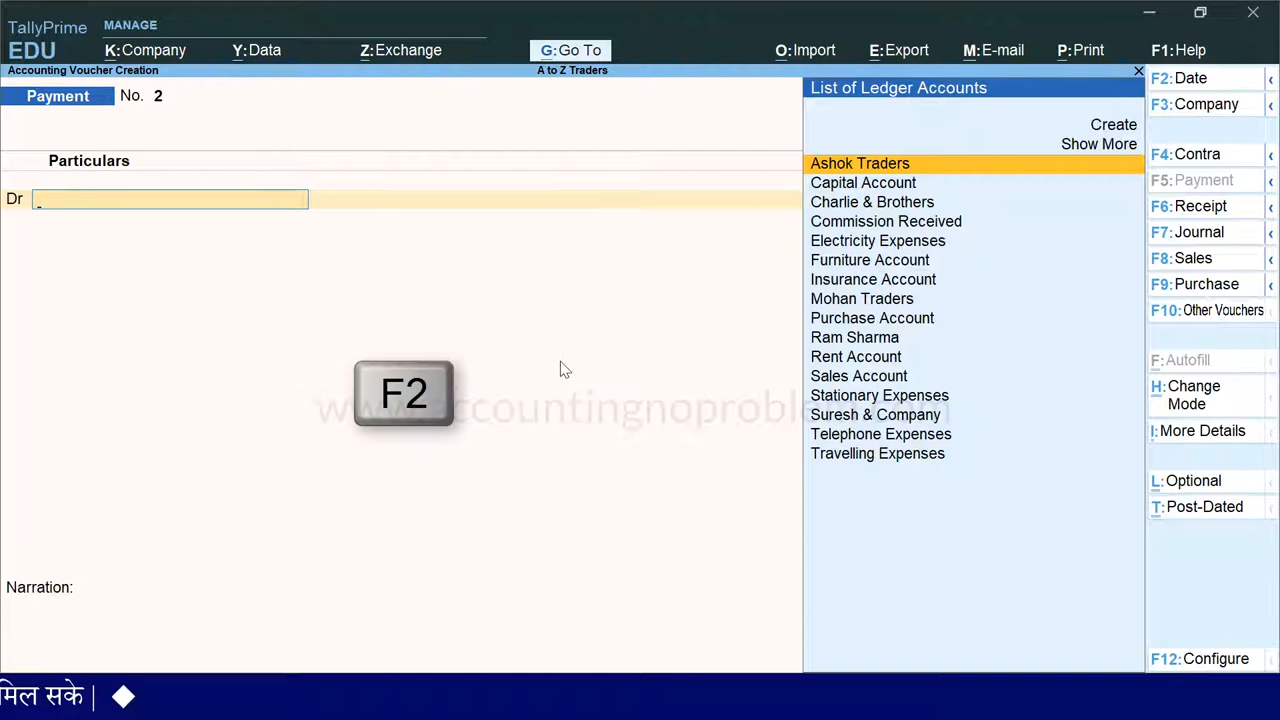 TallyPrime
MANAGE
EDU
K:Company
Y:Data
Z:Exchange
G:Go To
O:Import
E:Export
M:E-mail
P:Print
F1:Help
Accounting Voucher Creation
A to Z Traders
Payment No. 2
Particulars
Dr
Narration:
F2
List of Ledger Accounts
Create
Show More
Ashok Traders
Capital Account
Charlie & Brothers
Commission Received
Electricity Expenses
Furniture Account
Insurance Account
Mohan Traders
Purchase Account
Ram Sharma
Rent Account
Sales Account
Stationary Expenses
Suresh & Company
Telephone Expenses
Travelling Expenses
F2:Date
F3:Company
F4:Contra
F5:Payment
F6:Receipt
F7:Journal
F8:Sales
F9:Purchase
F10:Other Vouchers
F:Autofill
H:Change
Mode
I:More Details
L:Optional
T:Post-Dated
F12:Configure
सके |